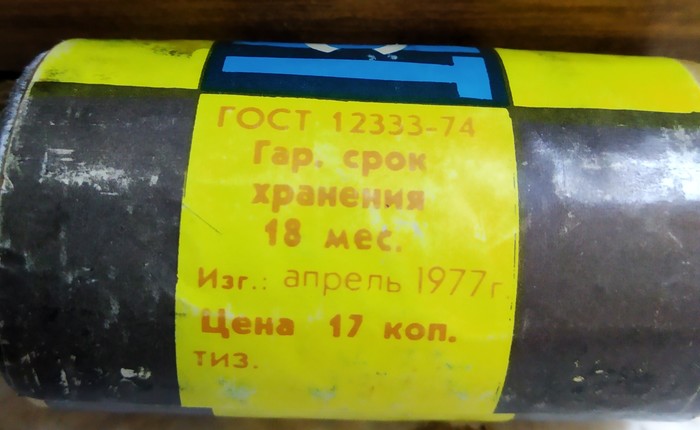 ГОСТ 12333-74
Гар. срок
хранения
18 мес.
Изг.: апрель 1977г.
Цена 17 коп.
ТИЗ.